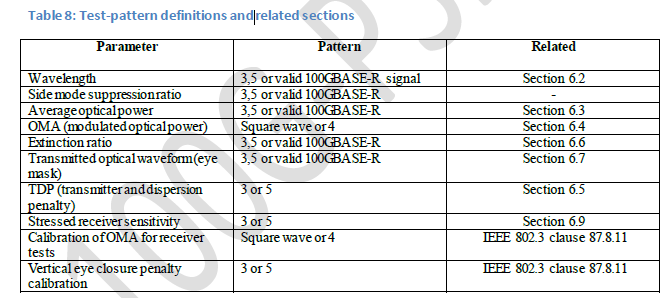 Table 8: Test-pattern definitions and related sections
Parameter Pattern Related
Wavelength 3,5 or valid 100GBASE-R signal Section 6.2
Side mode suppression ratio 3,5 or valid 100GBASE-R -
Average optical power 3,5 or valid 100GBASE-R Section 6.3
OMA (modulated optical power) Square wave or 4 Section 6.4
Extinction ratio 3,5 or valid 100GBASE-R Section 6.6
Transmitted optical waveform (eye 3,5 or valid 100GBASE-R Section 6.7
mask)
TDP (transmitter and dispersion 3 or 5 Section 6.5
penalty)
Stressed receiver sensitivity 3 or 5 Section 6.9
Calibration of OMA for receiver Square wave or 4 IEEE 802.3 clause 87.8.11
tests
Vertical eye closure penalty 3 or 5 IEEE 802.3 clause 87.8.11
calibration
100G